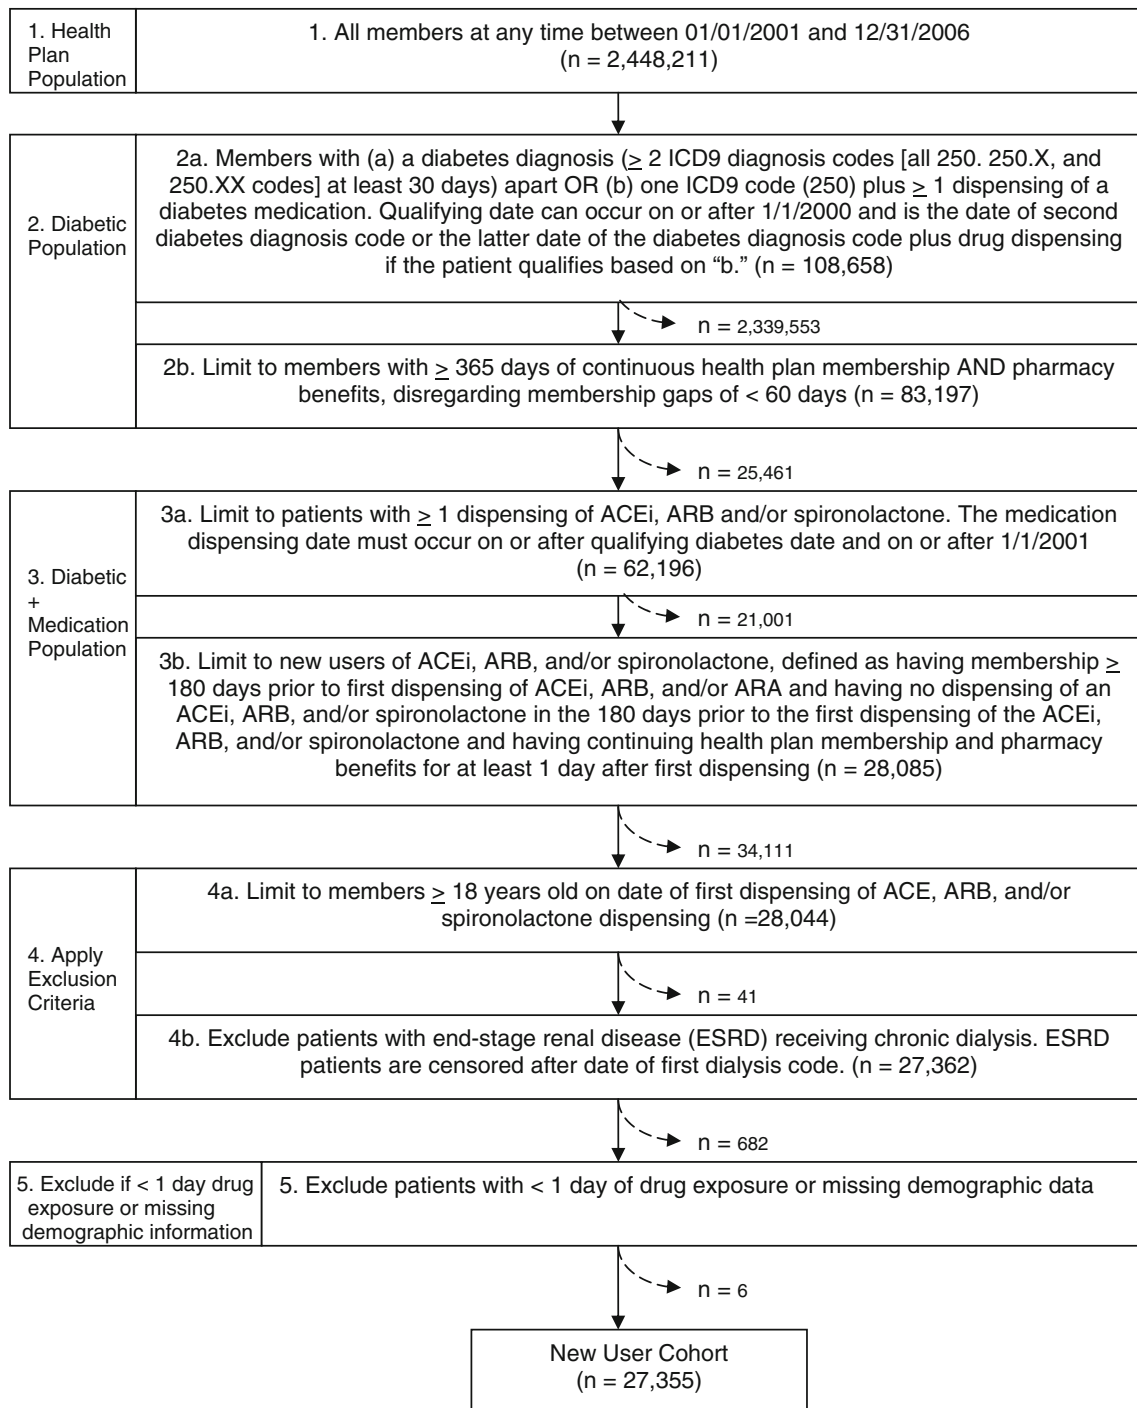 1. Health
Plan
Population
1. All members at any time between 01/01/2001 and 12/31/2006
(n = 2,448,211)
2. Diabetic
Population
2a. Members with (a) a diabetes diagnosis (≥ 2 ICD9 diagnosis codes [all 250. 250.X, and
250.XX codes] at least 30 days) apart OR (b) one ICD9 code (250) plus ≥ 1 dispensing of a
diabetes medication. Qualifying date can occur on or after 1/1/2000 and is the date of second
diabetes diagnosis code or the latter date of the diabetes diagnosis code plus drug dispensing
if the patient qualifies based on “b.” (n = 108,658)
n = 2,339,553
2b. Limit to members with ≥ 365 days of continuous health plan membership AND pharmacy
benefits, disregarding membership gaps of < 60 days (n = 83,197)
n = 25,461
3. Diabetic
+
Medication
Population
3a. Limit to patients with ≥ 1 dispensing of ACEi, ARB and/or spironolactone. The medication
dispensing date must occur on or after qualifying diabetes date and on or after 1/1/2001
(n = 62,196)
n = 21,001
3b. Limit to new users of ACEi, ARB, and/or spironolactone, defined as having membership ≥
180 days prior to first dispensing of ACEi, ARB, and/or ARA and having no dispensing of an
ACEi, ARB, and/or spironolactone in the 180 days prior to the first dispensing of the ACEi,
ARB, and/or spironolactone and having continuing health plan membership and pharmacy
benefits for at least 1 day after first dispensing (n = 28,085)
n = 34,111
4. Apply
Exclusion
Criteria
4a. Limit to members ≥ 18 years old on date of first dispensing of ACE, ARB, and/or
spironolactone dispensing (n =28,044)
n = 41
4b. Exclude patients with end-stage renal disease (ESRD) receiving chronic dialysis. ESRD
patients are censored after date of first dialysis code. (n = 27,362)
n = 682
5. Exclude if < 1 day drug
exposure or missing
demographic information
5. Exclude patients with < 1 day of drug exposure or missing demographic data
n = 6
New User Cohort
(n = 27,355)